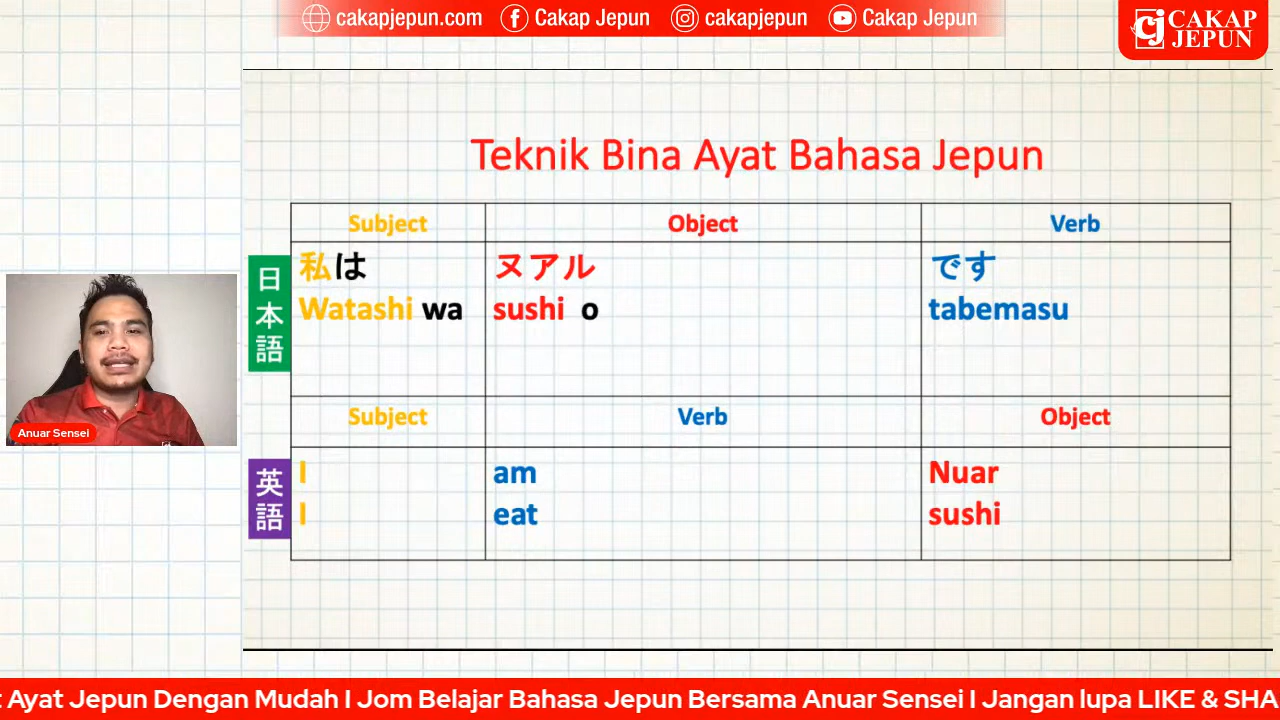 cakapjepun.com Cakap Jepun cakapjepun Cakap Jepun
CAKAP
JEPUN
Teknik Bina Ayat Bahasa Jepun
Subject Object Verb
日本語
私は ヌアル です
Watashi wa sushi o tabemasu
Subject Verb Object
英語
I am Nuar
I eat sushi
Anuar Sensei
Ayat Jepun Dengan Mudah I Jom Belajar Bahasa Jepun Bersama Anuar Sensei I Jangan lupa LIKE & SHA